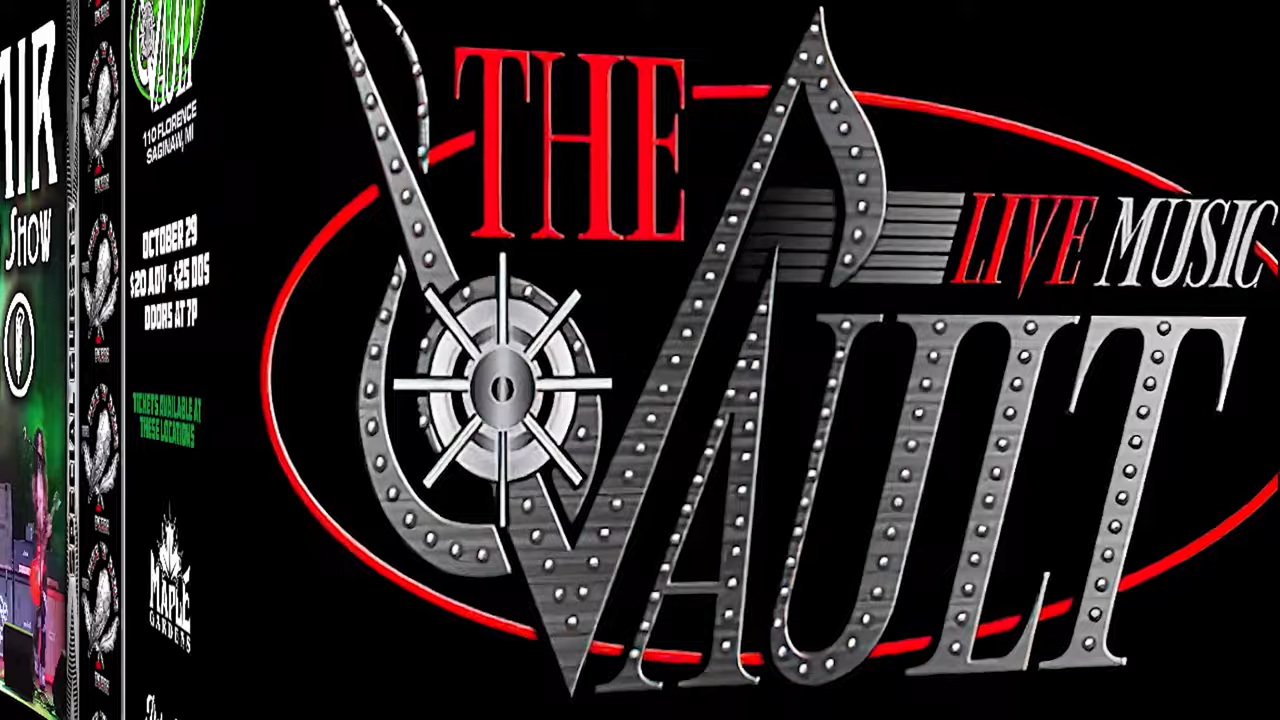 SHOW
VAULT
110 FLORENCE
SAGINAW, MI
OCTOBER 29
$20 ADV - $25 DOS
DOORS AT 7P
TICKETS AVAILABLE AT
THESE LOCATIONS
MAPLE
GARDENS
THE
VAULT
LIVE MUSIC